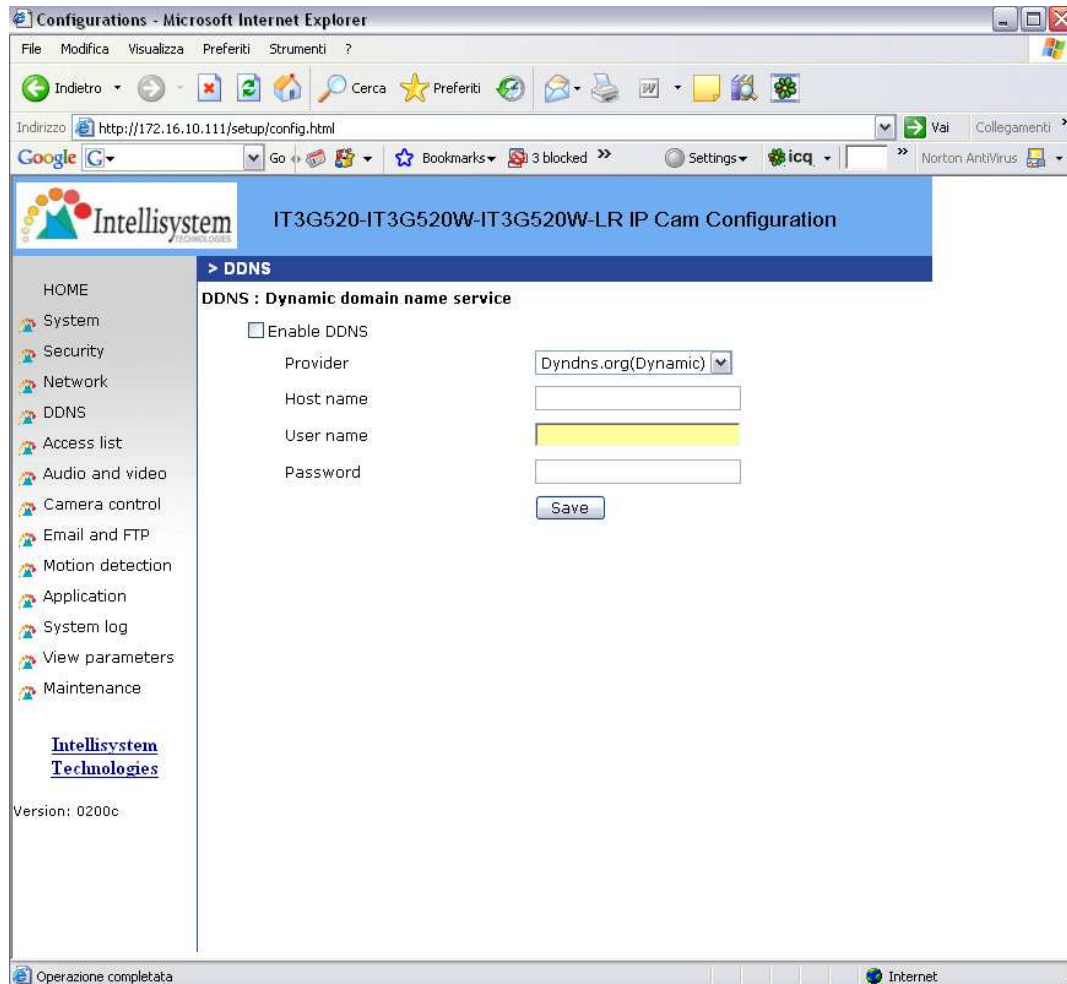 Configurations - Microsoft Internet Explorer
File Modifica Visualizza Preferiti Strumenti ?
Indietro Cerca Preferiti
Indirizzo http://172.16.10.111/setup/config.html Vai Collegamenti »
Google G Go Bookmarks 3 blocked » Settings icq » Norton AntiVirus
Intellisystem
TECHNOLOGIES
IT3G520-IT3G520W-IT3G520W-LR IP Cam Configuration
> DDNS
HOME
System
Security
Network
DDNS
Access list
Audio and video
Camera control
Email and FTP
Motion detection
Application
System log
View parameters
Maintenance
Intellisystem
Technologies
Version: 0200c
DDNS : Dynamic domain name service
Enable DDNS
Provider Dyndns.org(Dynamic)
Host name
User name
Password
Save
Operazione completata Internet